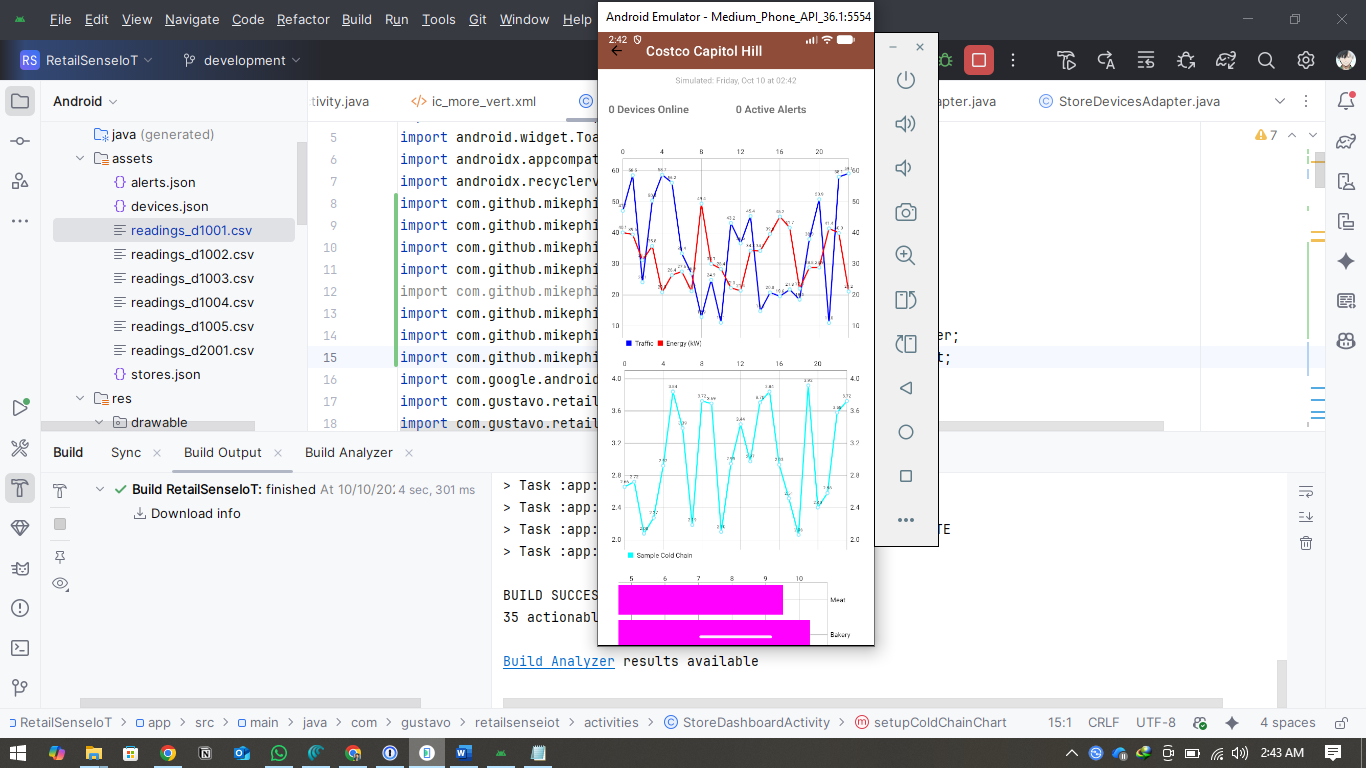 File Edit View Navigate Code Refactor Build Run Tools Git Window Help
Android Emulator - Medium_Phone_API_36.1:5554
RS RetailSenseIoT development
2:42
Costco Capitol Hill
Simulated: Friday, Oct 10 at 02:42
0 Devices Online 0 Active Alerts
Android
tivity.java ic_more_vert.xml
apter.java StoreDevicesAdapter.java
7
java (generated)
assets
alerts.json
devices.json
readings_d1001.csv
readings_d1002.csv
readings_d1003.csv
readings_d1004.csv
readings_d1005.csv
readings_d2001.csv
stores.json
res
drawable
5 import android.widget.Toa
6 import androidx.appcompat
7 import androidx.recyclerv
8 import com.github.mikephi
9 import com.github.mikephi
10 import com.github.mikephi
11 import com.github.mikephi
12 import com.github.mikephi
13 import com.github.mikephi
14 import com.github.mikephi er;
15 import com.github.mikephi t;
16 import com.google.android
17 import com.gustavo.retail
18 import com.gustavo.retail
0 4 8 12 16 20
60 60
50 50
40 40
30 30
20 20
10 10
Traffic Energy (kW)
0 4 8 12 16 20
4.0 4.0
3.6 3.6
3.2 3.2
2.8 2.8
2.4 2.4
2.0 2.0
Sample Cold Chain
5 6 7 8 9 10
Meat
Bakery
Build Sync Build Output Build Analyzer
Build RetailSenseIoT: finished At 10/10/202 4 sec, 301 ms
Download info
> Task :app:
> Task :app:
> Task :app: TE
> Task :app:
BUILD SUCCES
35 actionabl
Build Analyzer results available
RetailSenseIoT > app > src > main > java > com > gustavo > retailsenseiot > activities > StoreDashboardActivity > setupColdChainChart
15:1 CRLF UTF-8 4 spaces
2:43 AM